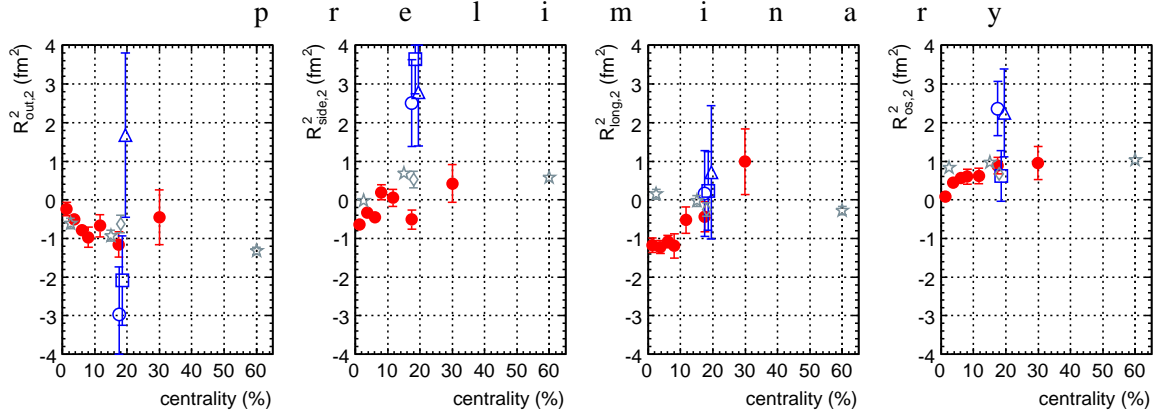 p r e l i m i n a r y
R²out,2 (fm²)
4
3
2
1
0
-1
-2
-3
-4
0 10 20 30 40 50 60
centrality (%)
R²side,2 (fm²)
4
3
2
1
0
-1
-2
-3
-4
0 10 20 30 40 50 60
centrality (%)
R²long,2 (fm²)
4
3
2
1
0
-1
-2
-3
-4
0 10 20 30 40 50 60
centrality (%)
R²os,2 (fm²)
4
3
2
1
0
-1
-2
-3
-4
0 10 20 30 40 50 60
centrality (%)